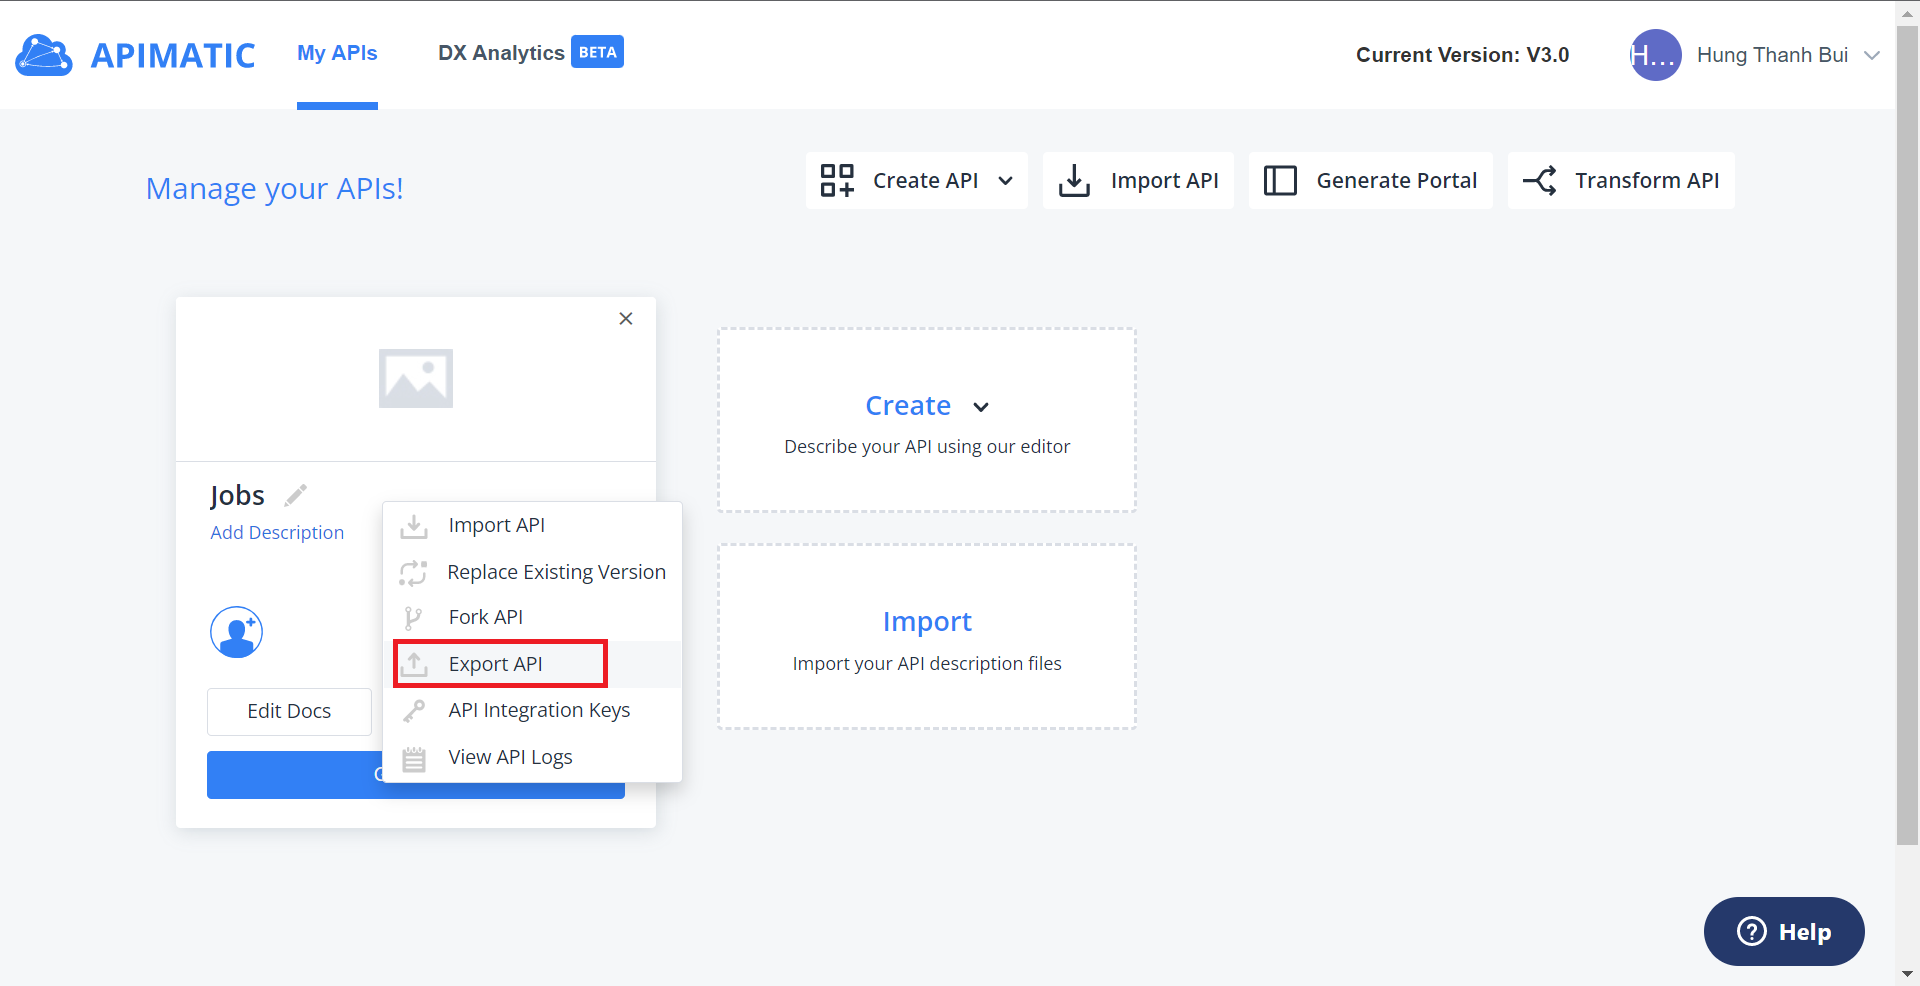 APIMATIC
My APIs
DX Analytics BETA
Current Version: V3.0
H...
Hung Thanh Bui
Manage your APIs!
Create API
Import API
Generate Portal
Transform API
Jobs
Add Description
Import API
Replace Existing Version
Fork API
Export API
API Integration Keys
View API Logs
Edit Docs
Create
Describe your API using our editor
Import
Import your API description files
? Help